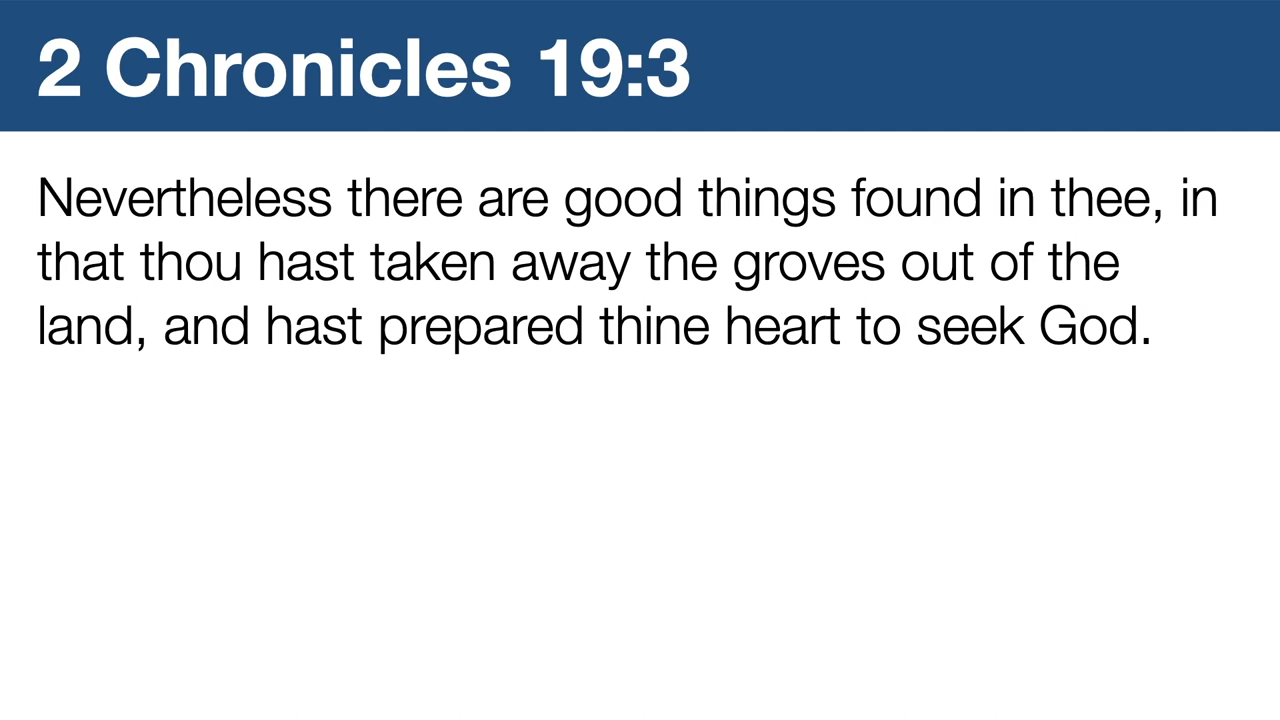 2 Chronicles 19:3
Nevertheless there are good things found in thee, in
that thou hast taken away the groves out of the
land, and hast prepared thine heart to seek God.